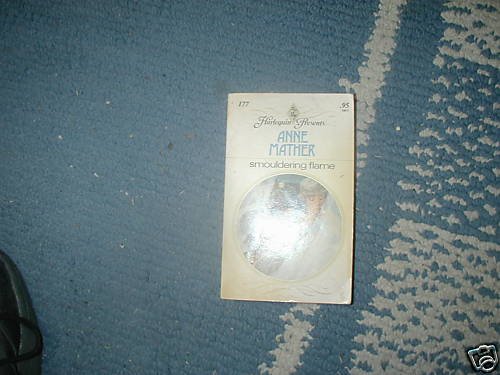 177 .95
Harlequin Presents
ANNE
MATHER
smouldering flame